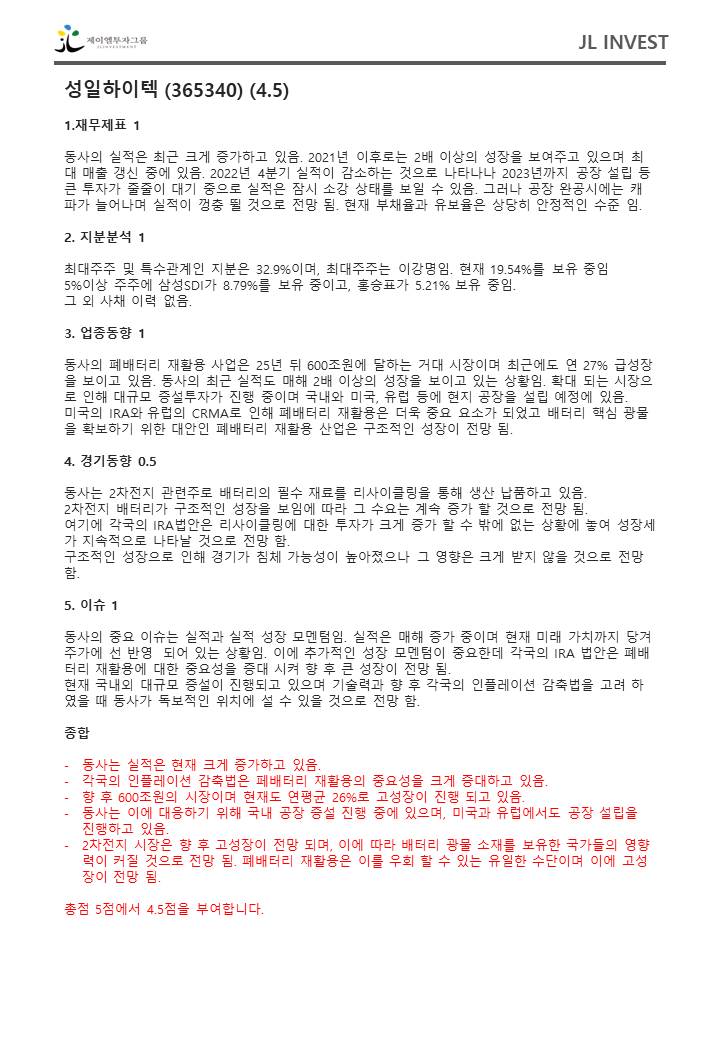 제이엘투자그룹
JL INVESTMENT
JL INVEST
성일하이텍 (365340) (4.5)
1.재무제표 1
동사의 실적은 최근 크게 증가하고 있음. 2021년 이후로는 2배 이상의 성장을 보여주고 있으며 최
대 매출 갱신 중에 있음. 2022년 4분기 실적이 감소하는 것으로 나타나나 2023년까지 공장 설립 등
큰 투자가 줄줄이 대기 중으로 실적은 잠시 소강 상태를 보일 수 있음. 그러나 공장 완공시에는 캐
파가 늘어나며 실적이 껑충 뛸 것으로 전망 됨. 현재 부채율과 유보율은 상당히 안정적인 수준 임.
2. 지분분석 1
최대주주 및 특수관계인 지분은 32.9%이며, 최대주주는 이강명임. 현재 19.54%를 보유 중임
5%이상 주주에 삼성SDI가 8.79%를 보유 중이고, 홍승표가 5.21% 보유 중임.
그 외 사채 이력 없음.
3. 업종동향 1
동사의 폐배터리 재활용 사업은 25년 뒤 600조원에 달하는 거대 시장이며 최근에도 연 27% 급성장
을 보이고 있음. 동사의 최근 실적도 매해 2배 이상의 성장을 보이고 있는 상황임. 확대 되는 시장으
로 인해 대규모 증설투자가 진행 중이며 국내와 미국, 유럽 등에 현지 공장을 설립 예정에 있음.
미국의 IRA와 유럽의 CRMA로 인해 폐배터리 재활용은 더욱 중요 요소가 되었고 배터리 핵심 광물
을 확보하기 위한 대안인 폐배터리 재활용 산업은 구조적인 성장이 전망 됨.
4. 경기동향 0.5
동사는 2차전지 관련주로 배터리의 필수 재료를 리사이클링을 통해 생산 납품하고 있음.
2차전지 배터리가 구조적인 성장을 보임에 따라 그 수요는 계속 증가 할 것으로 전망 됨.
여기에 각국의 IRA법안은 리사이클링에 대한 투자가 크게 증가 할 수 밖에 없는 상황에 놓여 성장세
가 지속적으로 나타날 것으로 전망 함.
구조적인 성장으로 인해 경기가 침체 가능성이 높아졌으나 그 영향은 크게 받지 않을 것으로 전망
함.
5. 이슈 1
동사의 중요 이슈는 실적과 실적 성장 모멘텀임. 실적은 매해 증가 중이며 현재 미래 가치까지 당겨
주가에 선 반영 되어 있는 상황임. 이에 추가적인 성장 모멘텀이 중요한데 각국의 IRA 법안은 폐배
터리 재활용에 대한 중요성을 증대 시켜 향 후 큰 성장이 전망 됨.
현재 국내외 대규모 증설이 진행되고 있으며 기술력과 향 후 각국의 인플레이션 감축법을 고려 하
였을 때 동사가 독보적인 위치에 설 수 있을 것으로 전망 함.
종합
- 동사는 실적은 현재 크게 증가하고 있음.
- 각국의 인플레이션 감축법은 페배터리 재활용의 중요성을 크게 증대하고 있음.
- 향 후 600조원의 시장이며 현재도 연평균 26%로 고성장이 진행 되고 있음.
- 동사는 이에 대응하기 위해 국내 공장 증설 진행 중에 있으며, 미국과 유럽에서도 공장 설립을
진행하고 있음.
- 2차전지 시장은 향 후 고성장이 전망 되며, 이에 따라 배터리 광물 소재를 보유한 국가들의 영향
력이 커질 것으로 전망 됨. 폐배터리 재활용은 이를 우회 할 수 있는 유일한 수단이며 이에 고성
장이 전망 됨.
총점 5점에서 4.5점을 부여합니다.